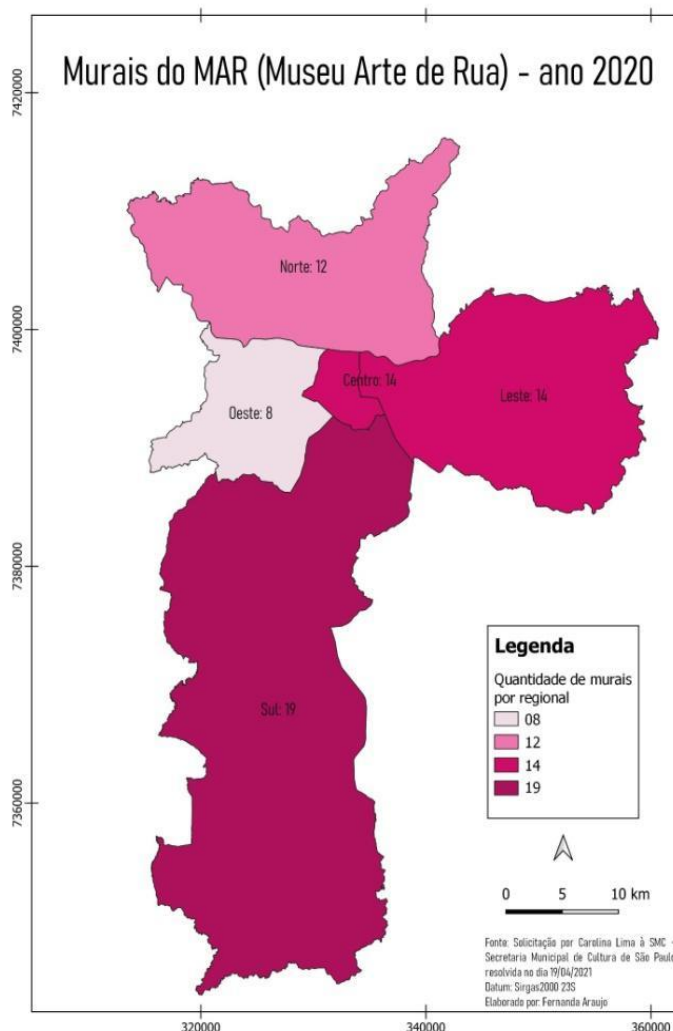 Murais do MAR (Museu Arte de Rua) - ano 2020
7420000
7400000
7380000
7360000
Norte: 12
Centro: 14
Leste: 14
Oeste: 8
Sul: 19
Legenda
Quantidade de murais
por regional
08
12
14
19
0 5 10 km
Fonte: Solicitação por Carolina Lima à SMC -
Secretaria Municipal de Cultura de São Paulo
resolvida no dia 19/04/2021
Datum: Sirgas2000 23S
Elaborado por: Fernanda Araujo
320000 340000 360000